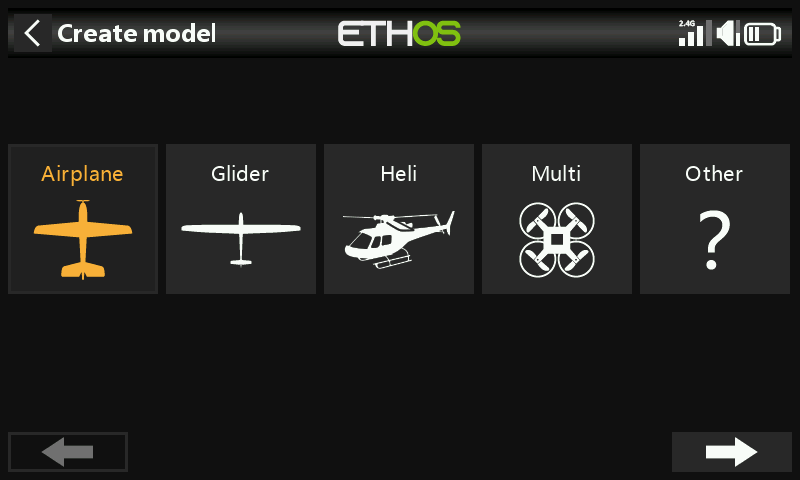 Create model
ETHOS
2.4G
Airplane
Glider
Heli
Multi
Other
?